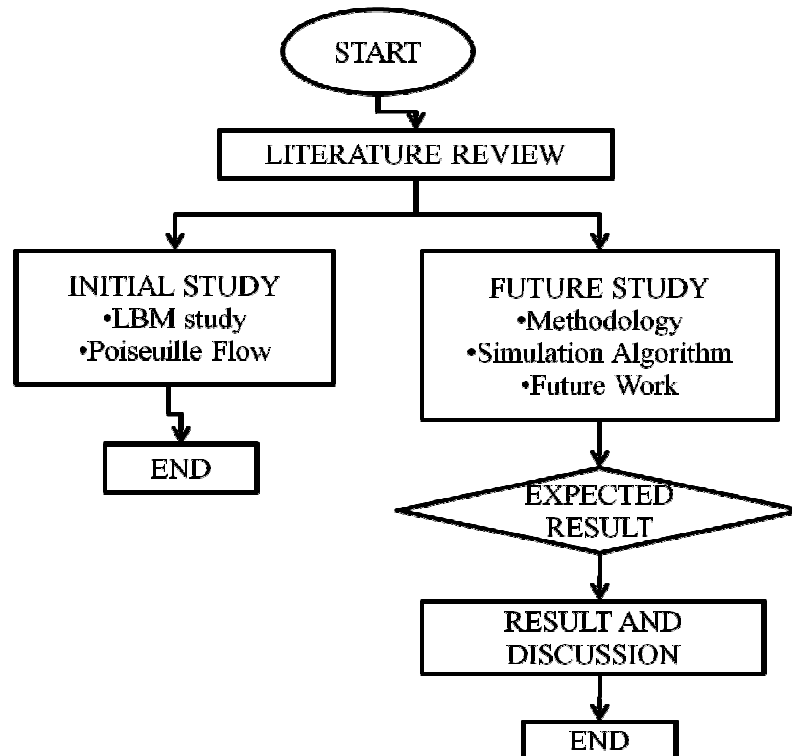 START
LITERATURE REVIEW
INITIAL STUDY
•LBM study
•Poiseuille Flow
END
FUTURE STUDY
•Methodology
•Simulation Algorithm
•Future Work
EXPECTED
RESULT
RESULT AND
DISCUSSION
END